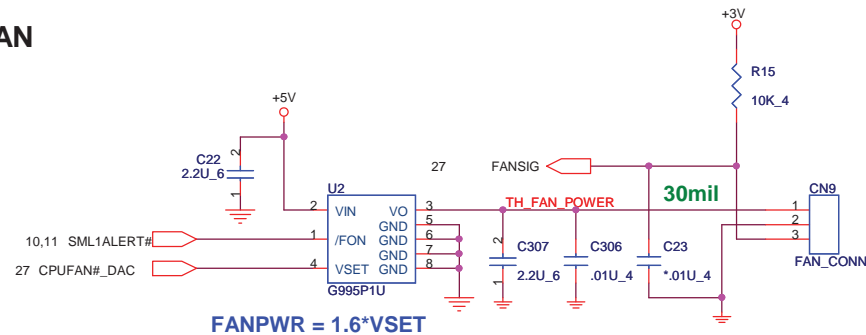 AN
+3V
R15
10K_4
+5V
C22
2.2U_6
2
1
27 FANSIG
U2
CN9
30mil
TH_FAN_POWER
2 VIN VO 3
GND 5
1 /FON GND 6
GND 7
4 VSET GND 8
G995P1U
10,11 SML1ALERT#
27 CPUFAN#_DAC
2
1
C307
2.2U_6
C306
.01U_4
C23
*.01U_4
1
2
3
FAN_CONN
FANPWR = 1.6*VSET